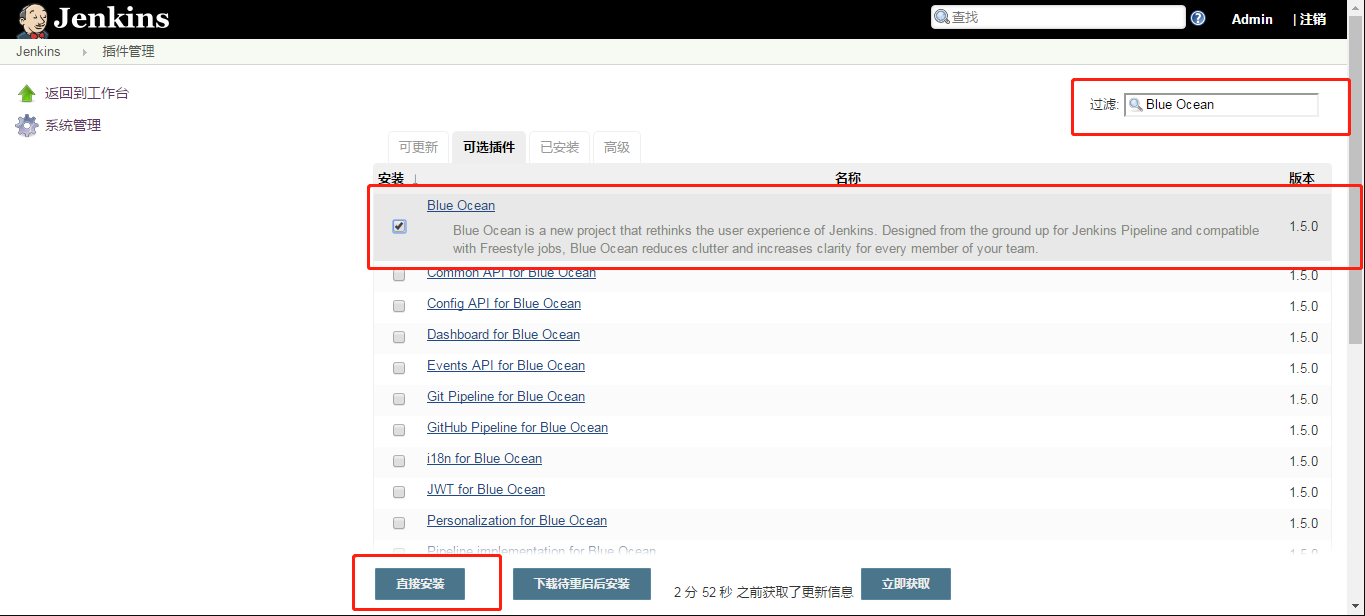 Jenkins
查找
Admin
| 注销
Jenkins
插件管理
返回到工作台
系统管理
过滤:
Blue Ocean
可更新
可选插件
已安装
高级
安装 ↓
名称
版本
Blue Ocean
Blue Ocean is a new project that rethinks the user experience of Jenkins. Designed from the ground up for Jenkins Pipeline and compatible
with Freestyle jobs, Blue Ocean reduces clutter and increases clarity for every member of your team.
1.5.0
Common API for Blue Ocean
1.5.0
Config API for Blue Ocean
1.5.0
Dashboard for Blue Ocean
1.5.0
Events API for Blue Ocean
1.5.0
Git Pipeline for Blue Ocean
1.5.0
GitHub Pipeline for Blue Ocean
1.5.0
i18n for Blue Ocean
1.5.0
JWT for Blue Ocean
1.5.0
Personalization for Blue Ocean
1.5.0
Pipeline implementation for Blue Ocean
1.5.0
直接安装
下载待重启后安装
2 分 52 秒 之前获取了更新信息
立即获取